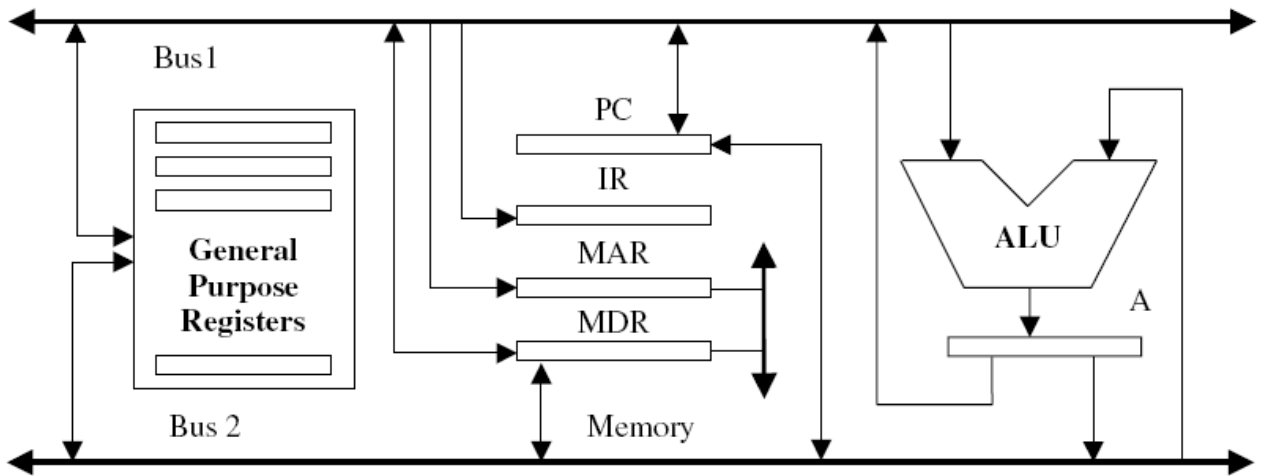 Bus1
PC
IR
MAR
MDR
General
Purpose
Registers
ALU
A
Bus 2
Memory